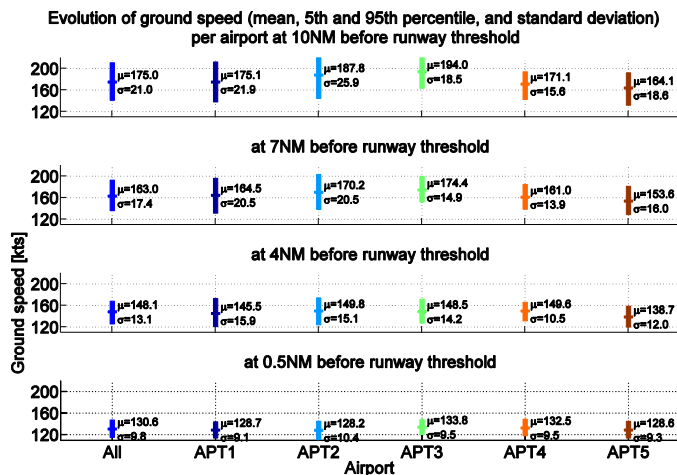 Evolution of ground speed (mean, 5th and 95th percentile, and standard deviation)
per airport at 10NM before runway threshold
200
160
120
μ=175.0
σ=21.0
μ=175.1
σ=21.9
μ=187.8
σ=25.9
μ=194.0
σ=18.5
μ=171.1
σ=15.6
μ=164.1
σ=18.6
at 7NM before runway threshold
200
160
120
μ=163.0
σ=17.4
μ=164.5
σ=20.5
μ=170.2
σ=20.5
μ=174.4
σ=14.9
μ=161.0
σ=13.9
μ=153.6
σ=16.0
Ground speed [kts]
at 4NM before runway threshold
200
160
120
μ=148.1
σ=13.1
μ=145.5
σ=15.9
μ=149.8
σ=15.1
μ=148.5
σ=14.2
μ=149.6
σ=10.5
μ=138.7
σ=12.0
at 0.5NM before runway threshold
200
160
120
μ=130.6
σ=9.8
μ=128.7
σ=9.1
μ=128.2
σ=10.4
μ=133.8
σ=9.5
μ=132.5
σ=9.5
μ=128.6
σ=9.3
All APT1 APT2 APT3 APT4 APT5
Airport